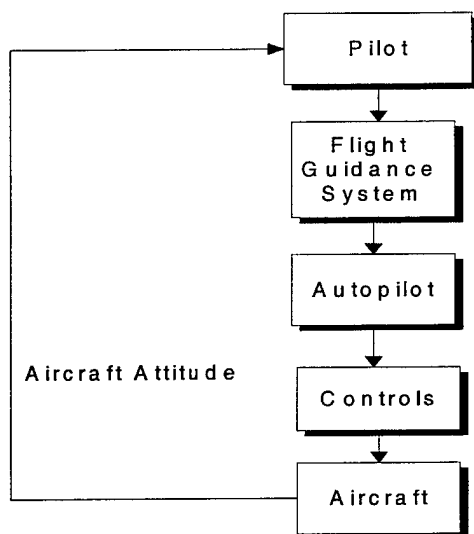 Pilot
Flight
Guidance
System
Autopilot
Aircraft Attitude
Controls
Aircraft